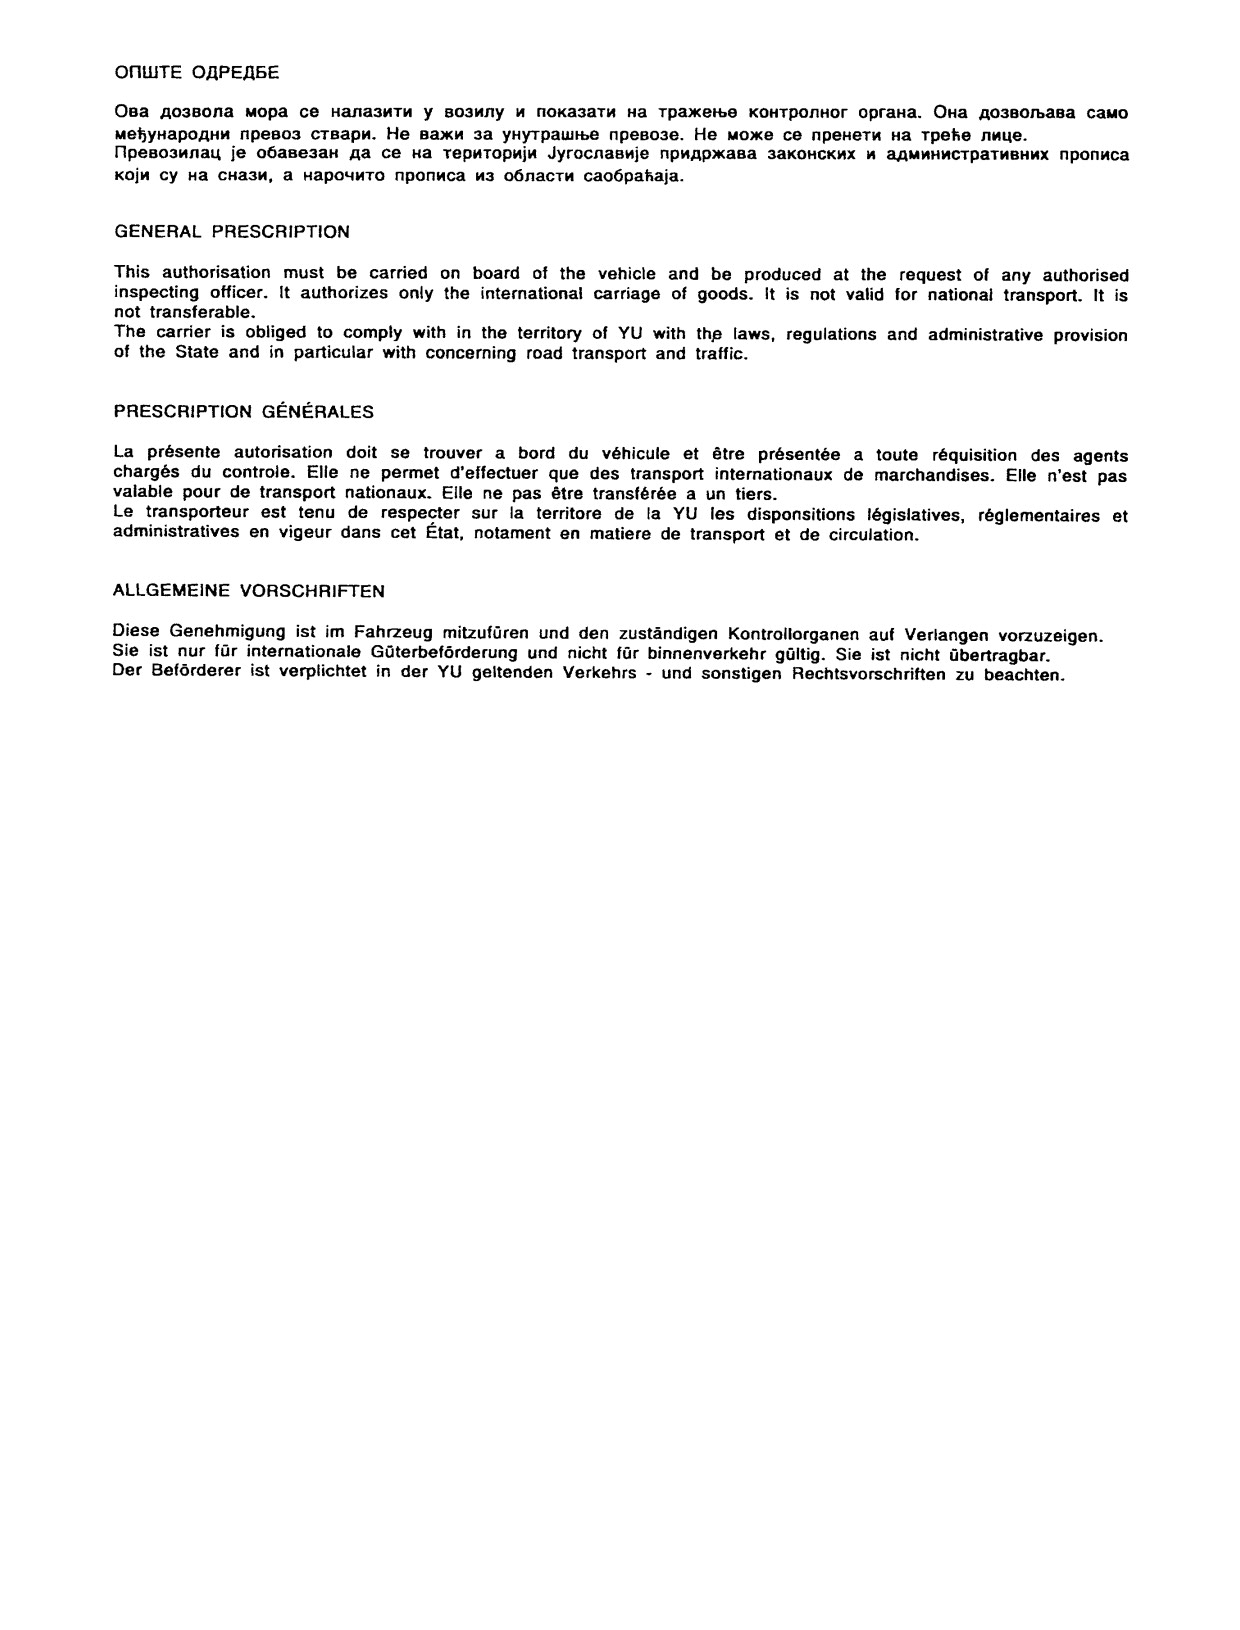 ОПШТЕ ОДРЕДБЕ
Ова дозвола мора се налазити у возилу и показати на тражење контролног органа. Она дозвољава само
међународни превоз ствари. Не важи за унутрашње превозе. Не може се пренети на треће лице.
Превозилац је обавезан да се на територији Југославије придржава законских и административних прописа
који су на снази, а нарочито прописа из области саобраћаја.
GENERAL PRESCRIPTION
This authorisation must be carried on board of the vehicle and be produced at the request of any authorised
inspecting officer. It authorizes only the international carriage of goods. It is not valid for national transport. It is
not transferable.
The carrier is obliged to comply with in the territory of YU with the laws, regulations and administrative provision
of the State and in particular with concerning road transport and traffic.
PRESCRIPTION GÉNÉRALES
La présente autorisation doit se trouver a bord du véhicule et être présentée a toute réquisition des agents
chargés du controle. Elle ne permet d'effectuer que des transport internationaux de marchandises. Elle n'est pas
valable pour de transport nationaux. Elle ne pas être transférée a un tiers.
Le transporteur est tenu de respecter sur la territore de la YU les disponsitions législatives, réglementaires et
administratives en vigeur dans cet État, notament en matiere de transport et de circulation.
ALLGEMEINE VORSCHRIFTEN
Diese Genehmigung ist im Fahrzeug mitzufüren und den zuständigen Kontrollorganen auf Verlangen vorzuzeigen.
Sie ist nur für internationale Güterbeförderung und nicht für binnenverkehr gültig. Sie ist nicht übertragbar.
Der Beförderer ist verplichtet in der YU geltenden Verkehrs - und sonstigen Rechtsvorschriften zu beachten.